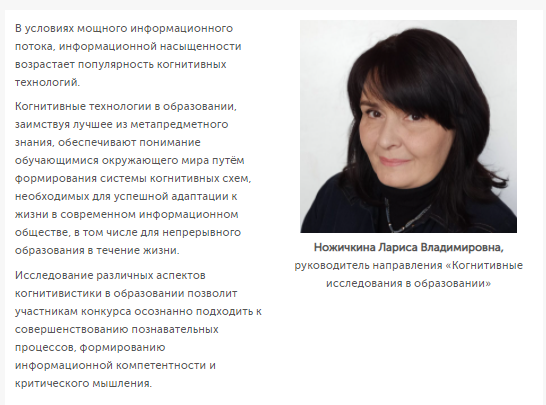 В условиях мощного информационного
потока, информационной насыщенности
возрастает популярность когнитивных
технологий.
Когнитивные технологии в образовании,
заимствуя лучшее из метапредметного
знания, обеспечивают понимание
обучающимися окружающего мира путём
формирования системы когнитивных схем,
необходимых для успешной адаптации к
жизни в современном информационном
обществе, в том числе для непрерывного
образования в течение жизни.
Исследование различных аспектов
когнитивистики в образовании позволит
участникам конкурса осознанно подходить к
совершенствованию познавательных
процессов, формированию
информационной компетентности и
критического мышления.
Ножичкина Лариса Владимировна,
руководитель направления «Когнитивные
исследования в образовании»